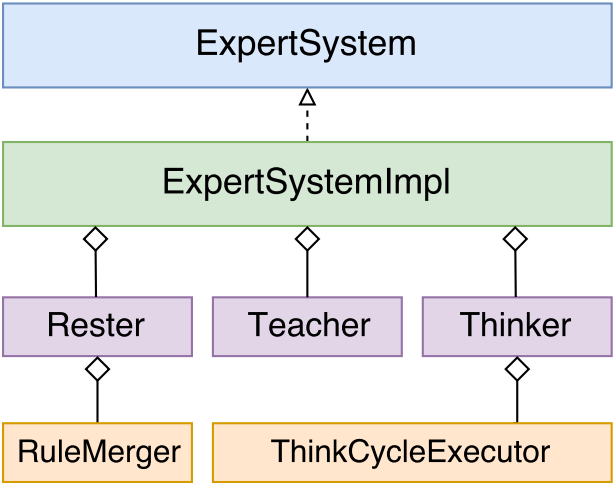 ExpertSystem
ExpertSystemImpl
Rester
Teacher
Thinker
RuleMerger
ThinkCycleExecutor